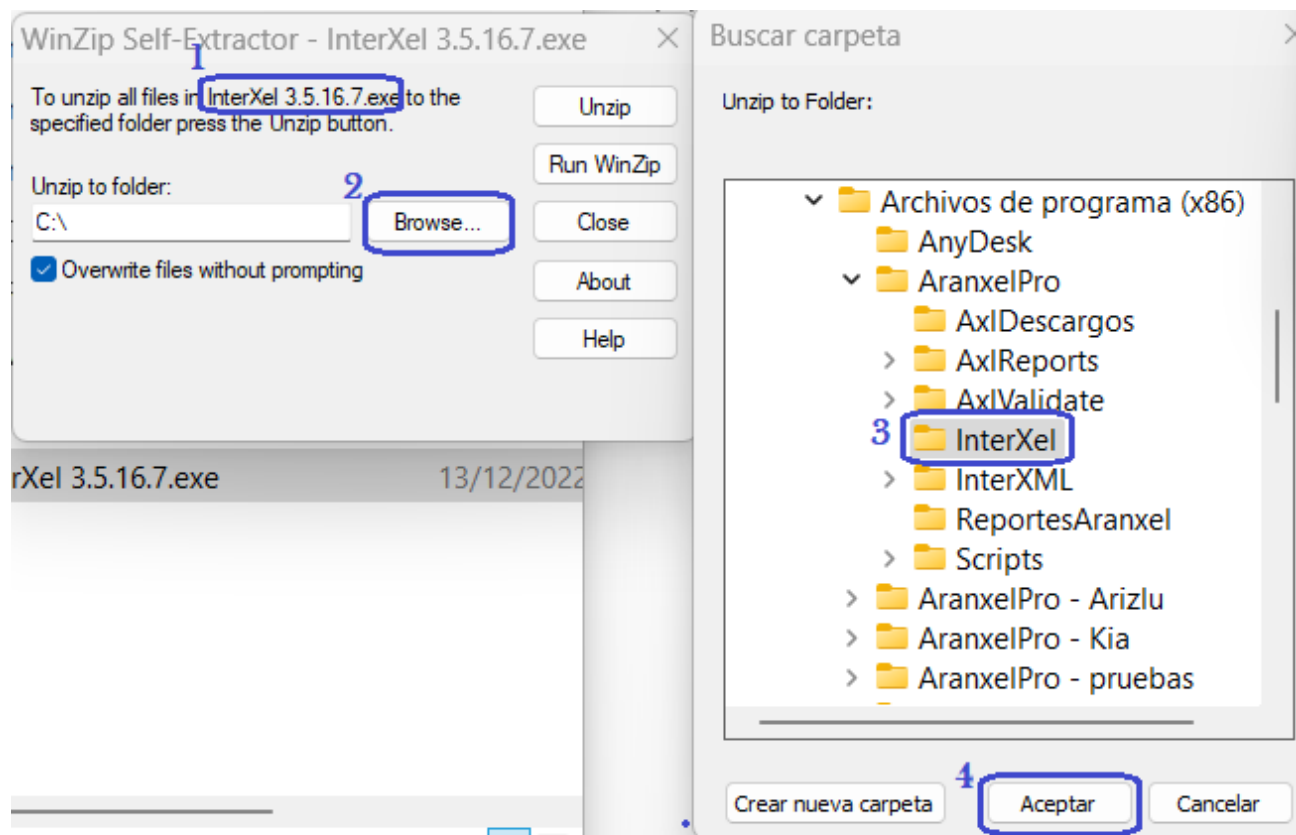 WinZip Self-Extractor - InterXel 3.5.16.7.exe
1
To unzip all files in InterXel 3.5.16.7.exe to the
specified folder press the Unzip button.
Unzip
Run WinZip
Unzip to folder:
2
C:\
Browse...
Close
Overwrite files without prompting
About
Help
rXel 3.5.16.7.exe 13/12/2022
Buscar carpeta
Unzip to Folder:
Archivos de programa (x86)
AnyDesk
AranxelPro
AxlDescargos
AxlReports
AxlValidate
3
InterXel
InterXML
ReportesAranxel
Scripts
AranxelPro - Arizlu
AranxelPro - Kia
AranxelPro - pruebas
4
Crear nueva carpeta
Aceptar
Cancelar